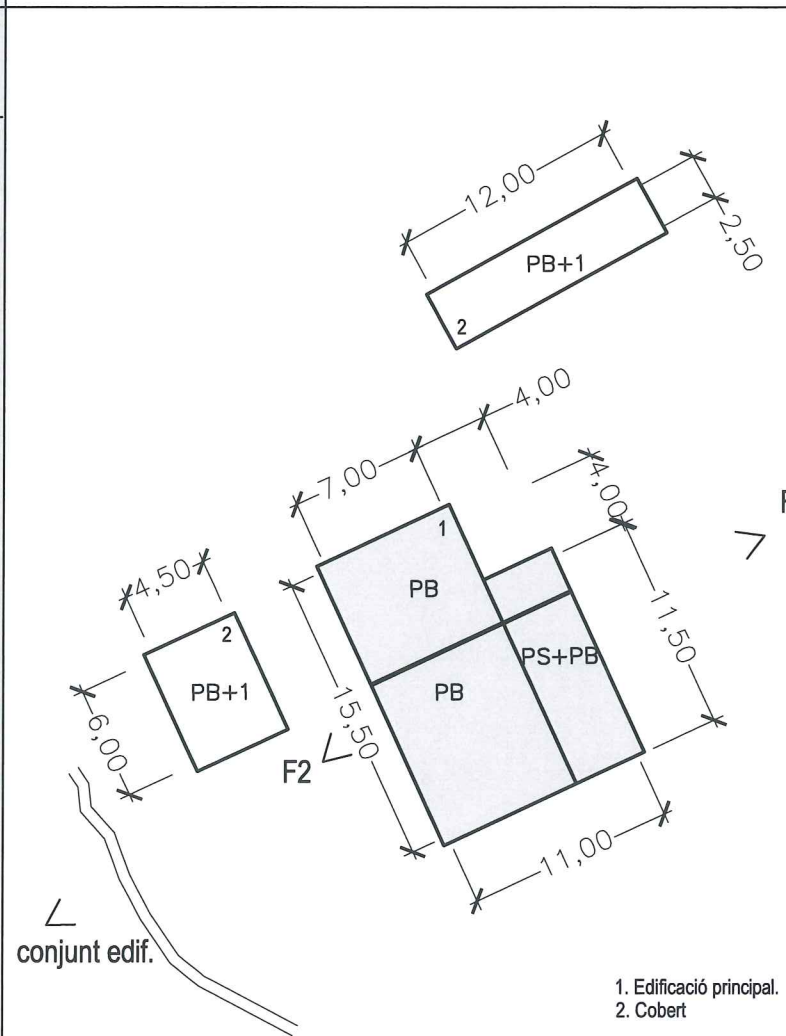 12,00
2,50
PB+1
2
4,00
7,00
4,00
1
PB
4,50
2
PB+1
6,00
15,50
PB
PS+PB
11,50
F2
11,00
conjunt edif.
1. Edificació principal.
2. Cobert